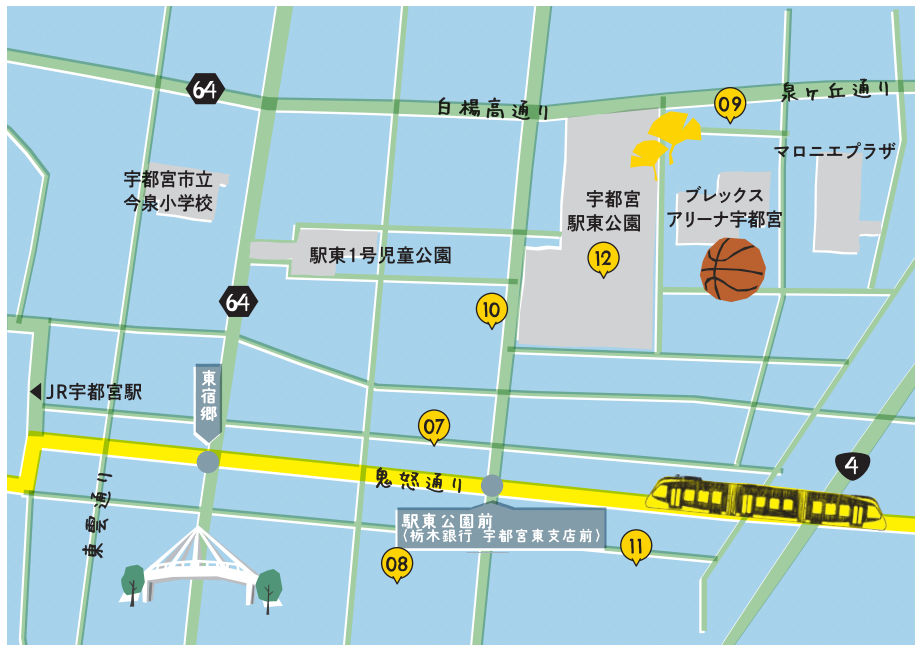 64
白楊高通り
09
泉ヶ丘通り
マロニエプラザ
宇都宮市立
今泉小学校
宇都宮
駅東公園
ブレックス
アリーナ宇都宮
駅東1号児童公園
12
64
10
JR宇都宮駅
東宿郷
07
鬼怒通り
4
東雲通り
駅東公園前
(栃木銀行 宇都宮東支店前)
11
08